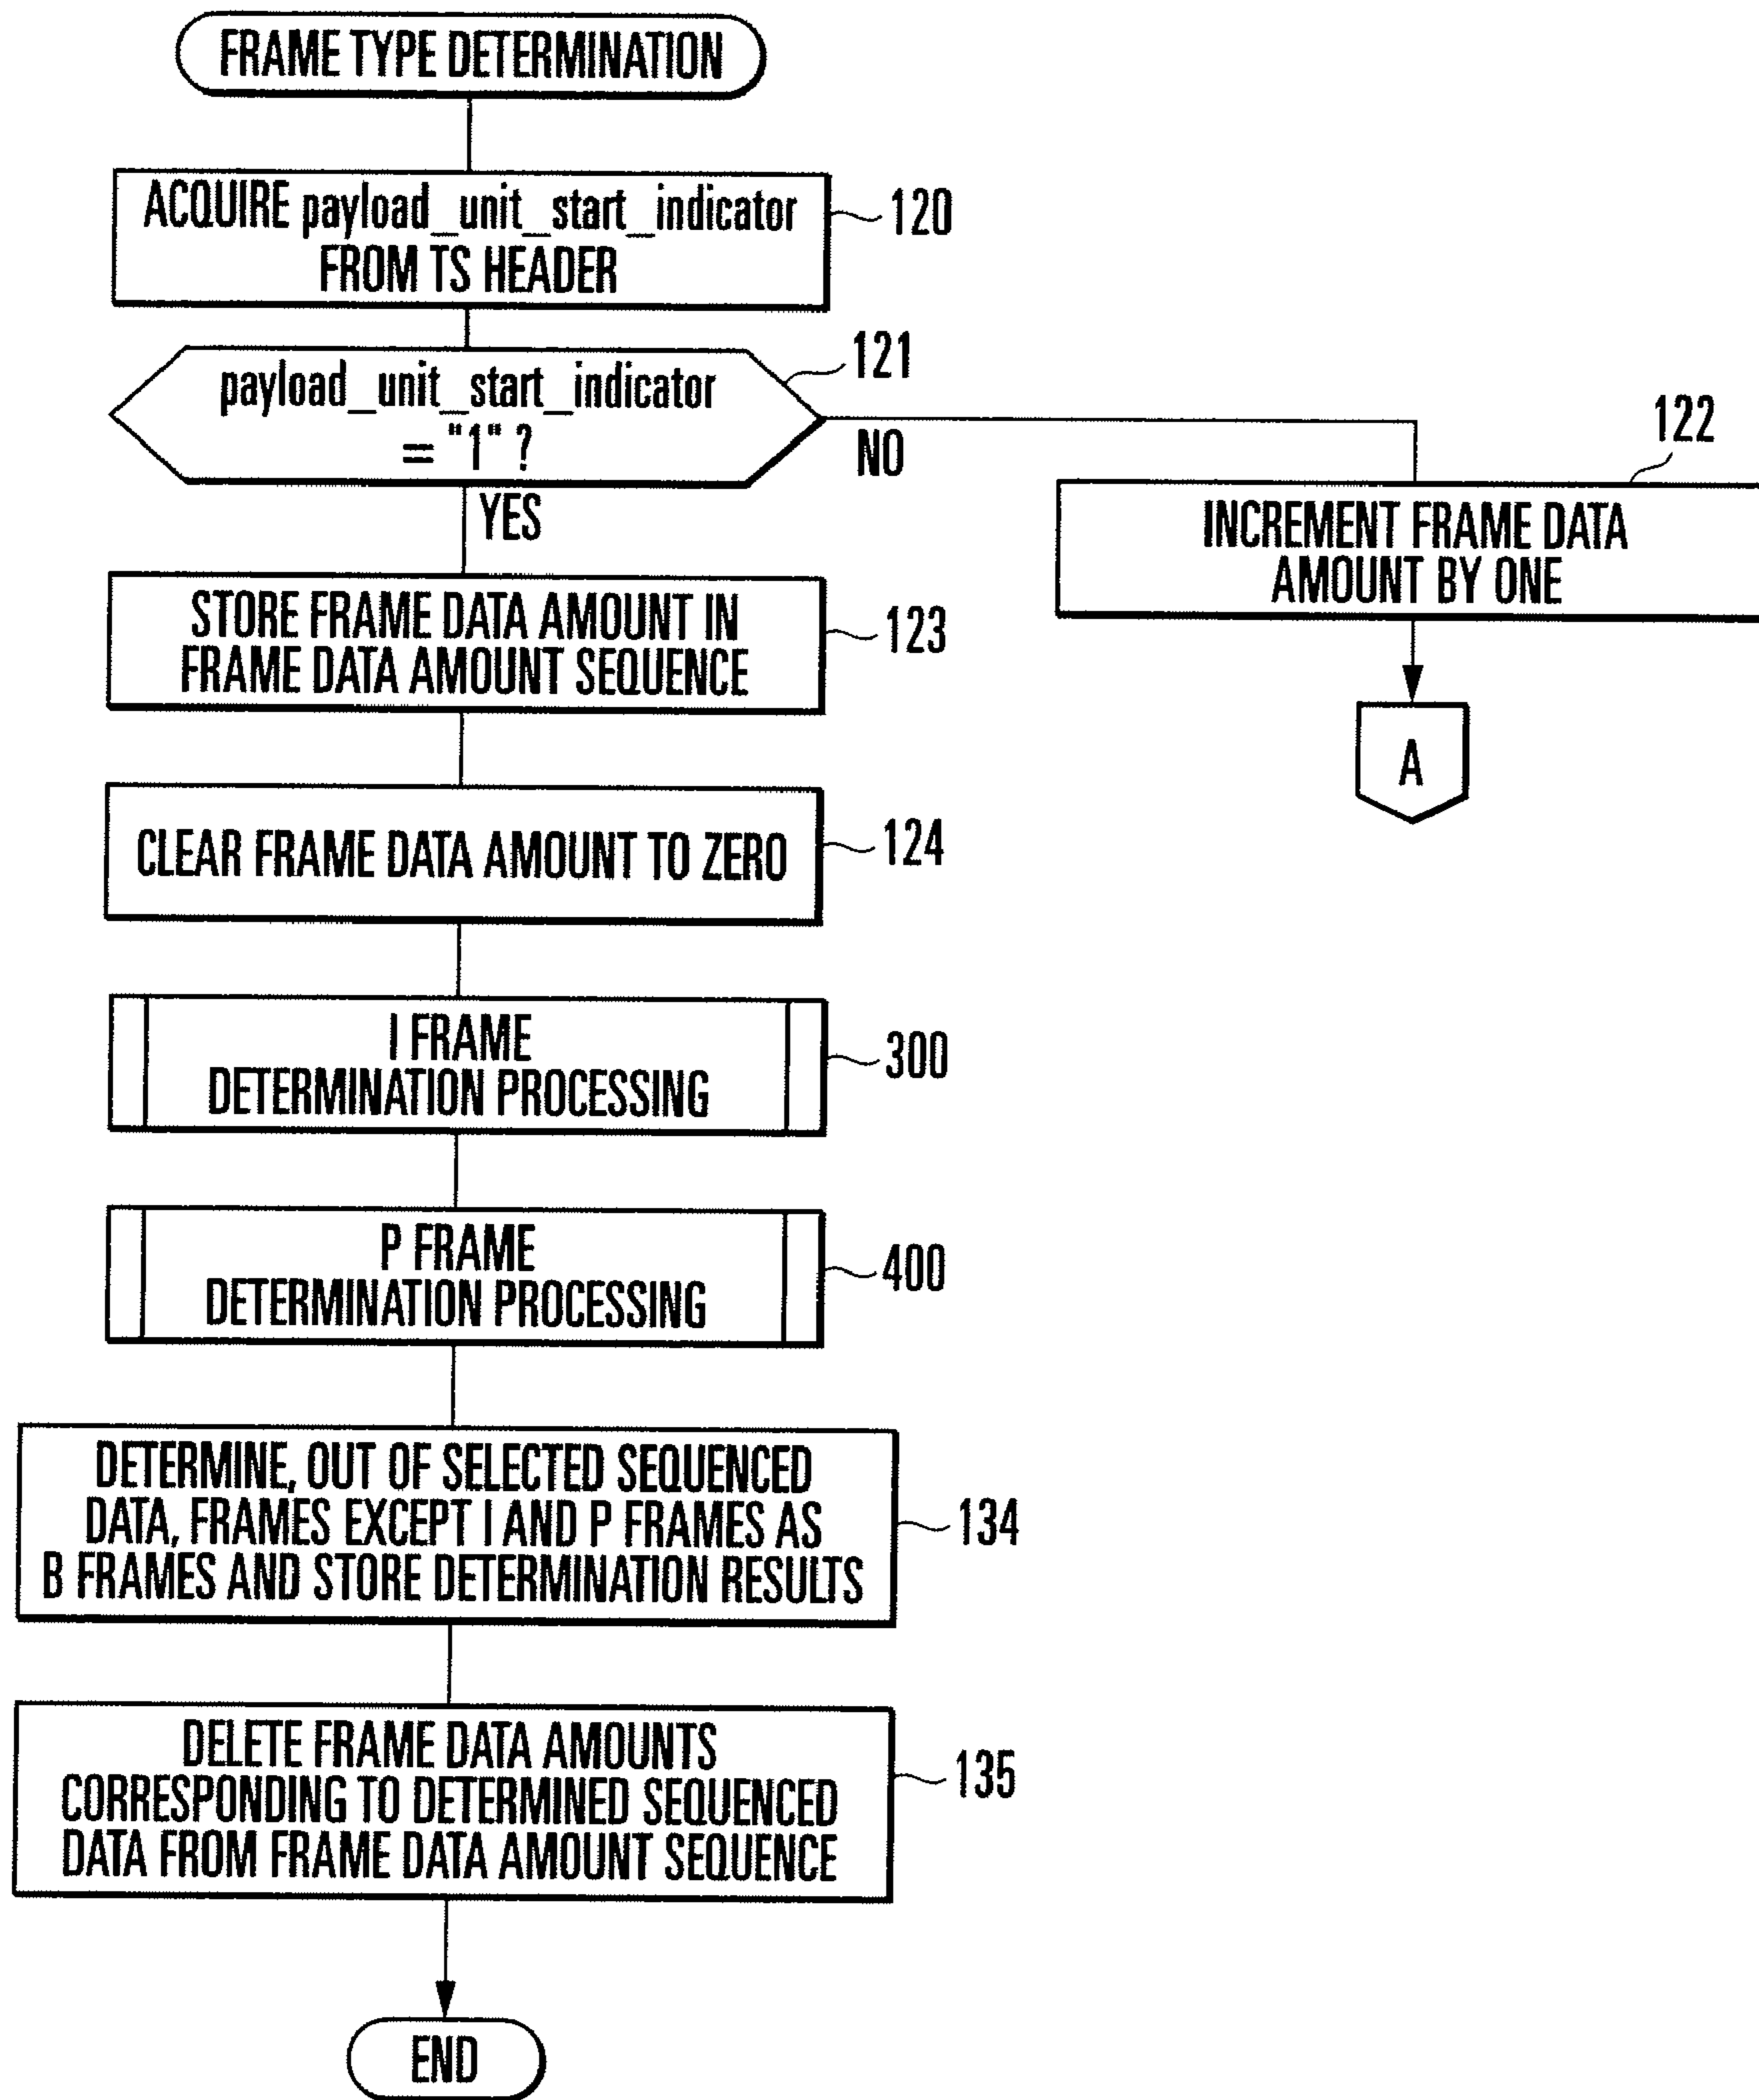 FRAME TYPE DETERMINATION
ACQUIRE payload_unit_start_indicator
FROM TS HEADER
120
payload_unit_start_indicator
= "1" ?
121
NO
YES
122
INCREMENT FRAME DATA
AMOUNT BY ONE
A
STORE FRAME DATA AMOUNT IN
FRAME DATA AMOUNT SEQUENCE
123
CLEAR FRAME DATA AMOUNT TO ZERO
124
I FRAME
DETERMINATION PROCESSING
300
P FRAME
DETERMINATION PROCESSING
400
DETERMINE, OUT OF SELECTED SEQUENCED
DATA, FRAMES EXCEPT I AND P FRAMES AS
B FRAMES AND STORE DETERMINATION RESULTS
134
DELETE FRAME DATA AMOUNTS
CORRESPONDING TO DETERMINED SEQUENCED
DATA FROM FRAME DATA AMOUNT SEQUENCE
135
END